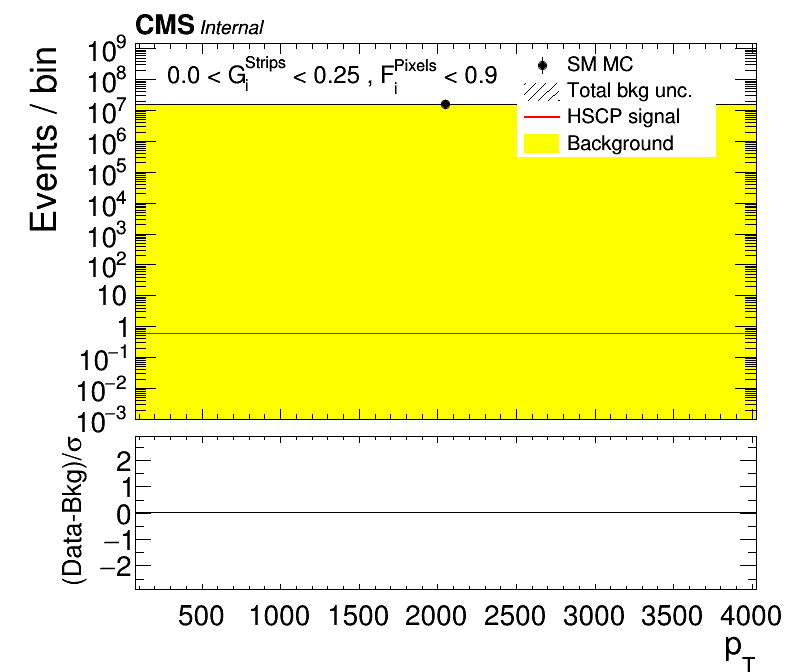 CMS Internal
Events / bin
10⁹
10⁸
10⁷
10⁶
10⁵
10⁴
10³
10²
10
1
10⁻¹
10⁻²
10⁻³
0.0 < G_i^Strips < 0.25 , F_i^Pixels < 0.9
SM MC
Total bkg unc.
HSCP signal
Background
(Data-Bkg)/σ
2
1
0
−1
−2
500 1000 1500 2000 2500 3000 3500 4000
p_T